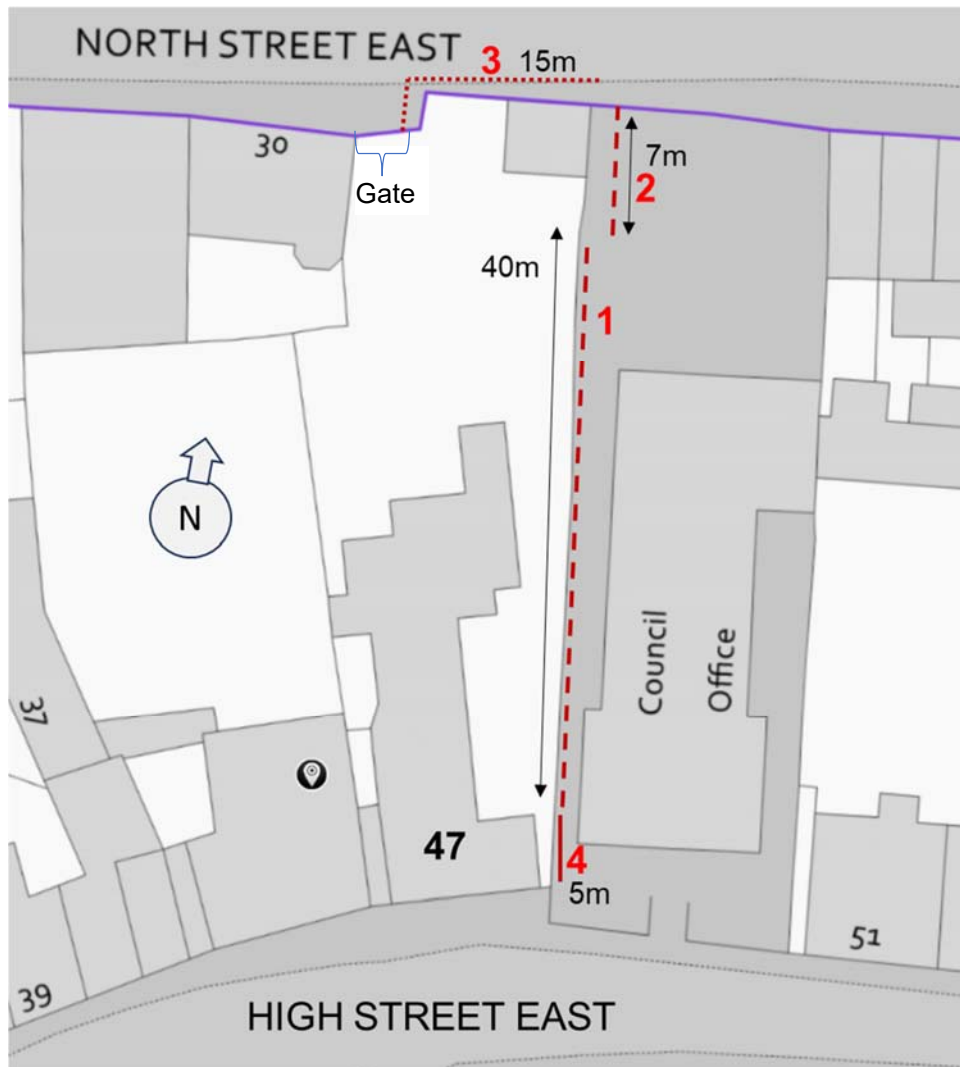 NORTH STREET EAST
3 15m
30
Gate
7m
2
40m
1
N
Council
Office
37
47
4
5m
51
39
HIGH STREET EAST